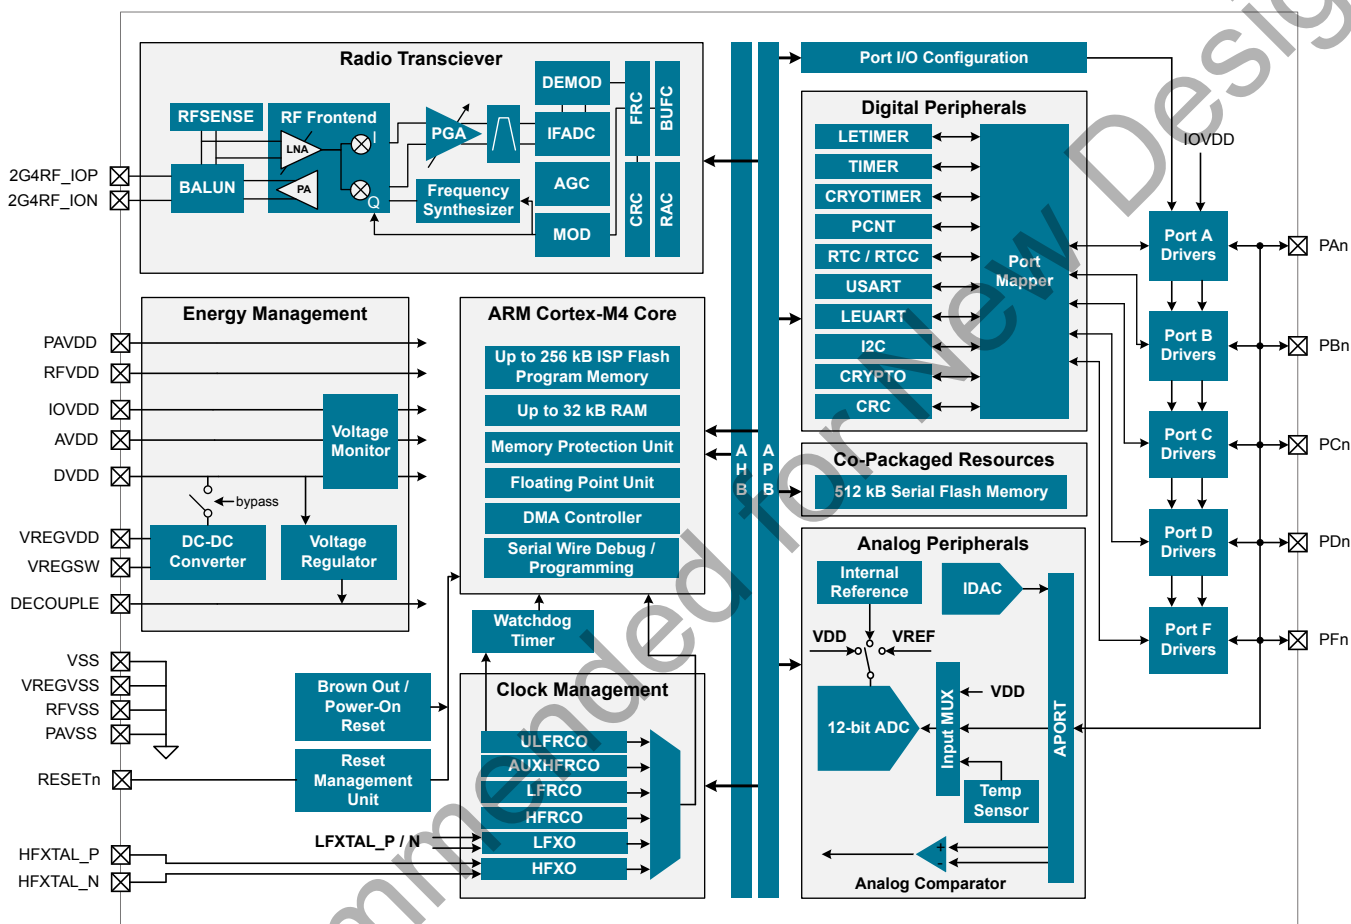 Radio Transciever
RFSENSE
RF Frontend
LNA
I
PA
Q
BALUN
2G4RF_IOP
2G4RF_ION
PGA
DEMOD
IFADC
AGC
MOD
Frequency
Synthesizer
FRC
BUFC
CRC
RAC
Energy Management
PAVDD
RFVDD
IOVDD
AVDD
DVDD
Voltage
Monitor
bypass
VREGVDD
VREGSW
DC-DC
Converter
Voltage
Regulator
DECOUPLE
VSS
VREGVSS
RFVSS
PAVSS
RESETn
Brown Out /
Power-On
Reset
Reset
Management
Unit
HFXTAL_P
HFXTAL_N
LFXTAL_P / N
ARM Cortex-M4 Core
Up to 256 kB ISP Flash
Program Memory
Up to 32 kB RAM
Memory Protection Unit
Floating Point Unit
DMA Controller
Serial Wire Debug /
Programming
Watchdog
Timer
Clock Management
ULFRCO
AUXHFRCO
LFRCO
HFRCO
LFXO
HFXO
AHB
APB
Port I/O Configuration
Digital Peripherals
LETIMER
TIMER
CRYOTIMER
PCNT
RTC / RTCC
USART
LEUART
I2C
CRYPTO
CRC
Port
Mapper
Co-Packaged Resources
512 kB Serial Flash Memory
Analog Peripherals
Internal
Reference
IDAC
VDD
VREF
12-bit ADC
Input MUX
VDD
Temp
Sensor
APORT
+
-
Analog Comparator
IOVDD
Port A
Drivers
Port B
Drivers
Port C
Drivers
Port D
Drivers
Port F
Drivers
PAn
PBn
PCn
PDn
PFn
mmended for New Desig